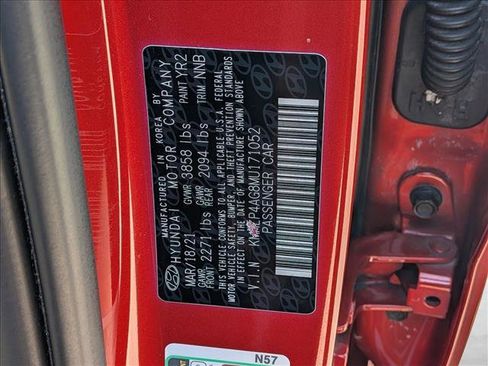 MANUFACTURED IN KOREA BY
HYUNDAI MOTOR COMPANY
MAR/18/21 GVWR 3858 lbs PAINT YR2
GAWR FRONT 2271 lbs GAWR REAR 2094 lbs TRIM NNB
THIS VEHICLE CONFORMS TO ALL APPLICABLE U.S.A. FEDERAL
MOTOR VEHICLE SAFETY, BUMPER, AND THEFT PREVENTION STANDARDS
IN EFFECT ON THE DATE OF MANUFACTURE SHOWN ABOVE.
V.I.N
PASSENGER CAR
N57